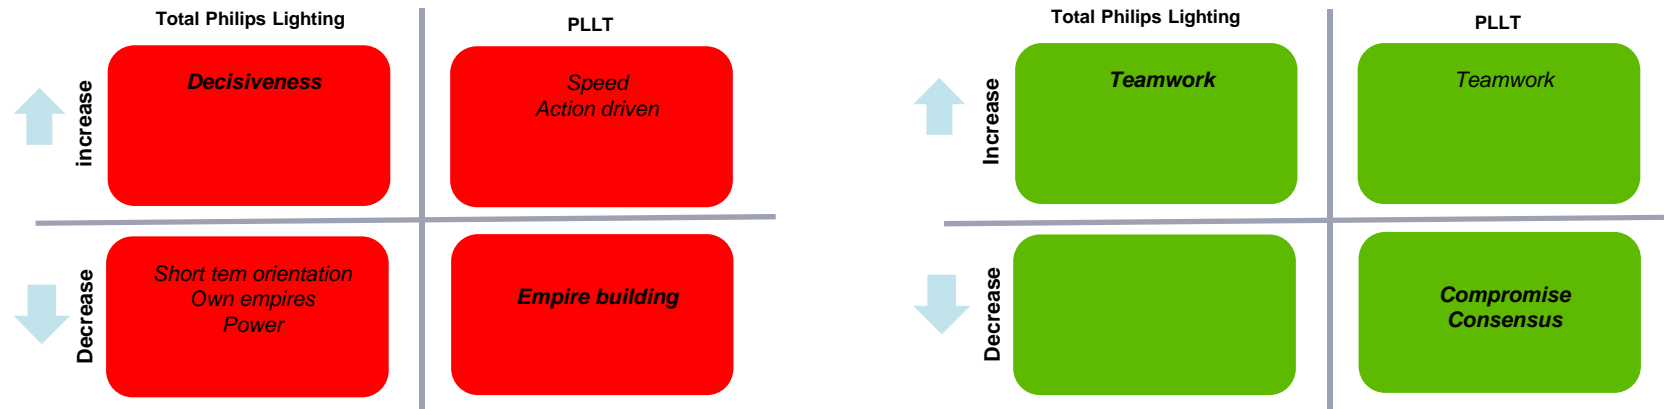 Total Philips Lighting
PLLT
increase
Decisiveness
Speed
Action driven
Decrease
Short tem orientation
Own empires
Power
Empire building
Total Philips Lighting
PLLT
Increase
Teamwork
Teamwork
Decrease
Compromise
Consensus